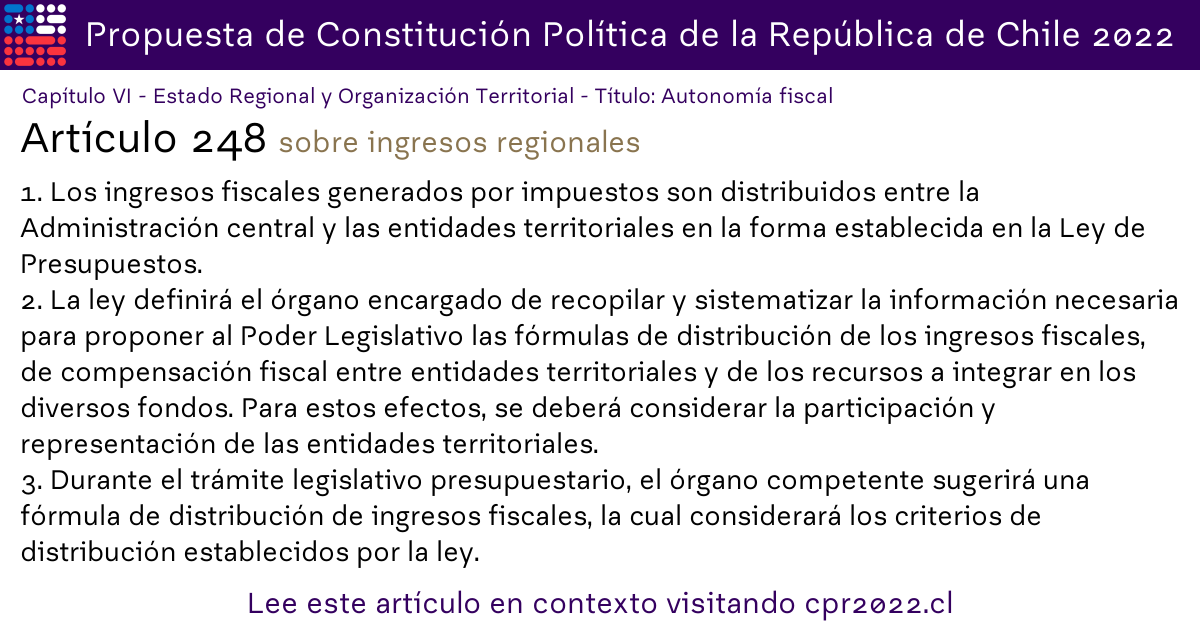 Propuesta de Constitución Política de la República de Chile 2022
Capítulo VI - Estado Regional y Organización Territorial - Título: Autonomía fiscal
Artículo 248 sobre ingresos regionales
1. Los ingresos fiscales generados por impuestos son distribuidos entre la
Administración central y las entidades territoriales en la forma establecida en la Ley de
Presupuestos.
2. La ley definirá el órgano encargado de recopilar y sistematizar la información necesaria
para proponer al Poder Legislativo las fórmulas de distribución de los ingresos fiscales,
de compensación fiscal entre entidades territoriales y de los recursos a integrar en los
diversos fondos. Para estos efectos, se deberá considerar la participación y
representación de las entidades territoriales.
3. Durante el trámite legislativo presupuestario, el órgano competente sugerirá una
fórmula de distribución de ingresos fiscales, la cual considerará los criterios de
distribución establecidos por la ley.
Lee este artículo en contexto visitando cpr2022.cl